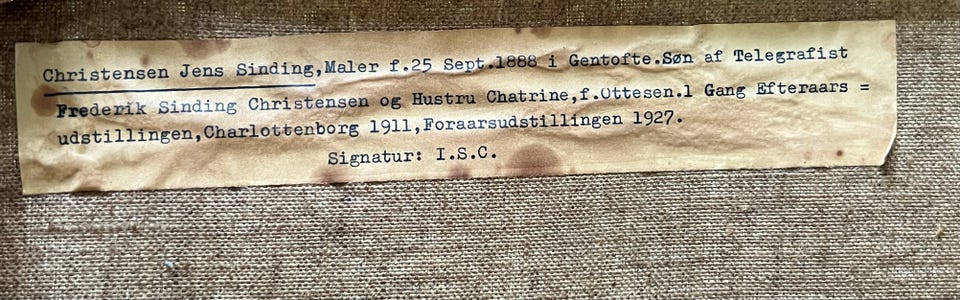 Christensen Jens Sinding,Maler f.25 Sept.1888 i Gentofte.Søn af Telegrafist
Frederik Sinding Christensen og Hustru Chatrine,f.Ottesen.1 Gang Efteraars =
udstillingen,Charlottenborg 1911,Foraarsudstillingen 1927.
Signatur: I.S.C.